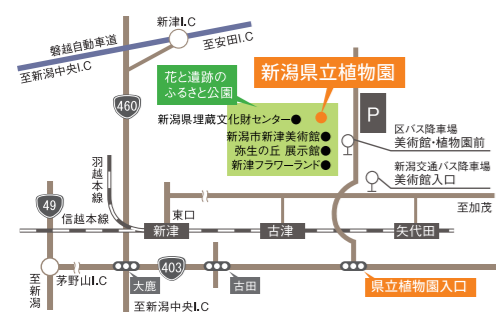 新津I.C
磐越自動車道
至安田I.C
至新潟中央I.C
花と遺跡の
ふるさと公園
新潟県立植物園
460
新潟県埋蔵文化財センター●
新潟市新津美術館●
弥生の丘 展示館●
新津フラワーランド●
P
区バス降車場
美術館・植物園前
新潟交通バス降車場
美術館入口
羽越本線
49
信越本線
東口
至加茂
新津
古津
矢代田
至新潟
茅野山I.C
403
大鹿
古田
県立植物園入口
至新潟中央I.C